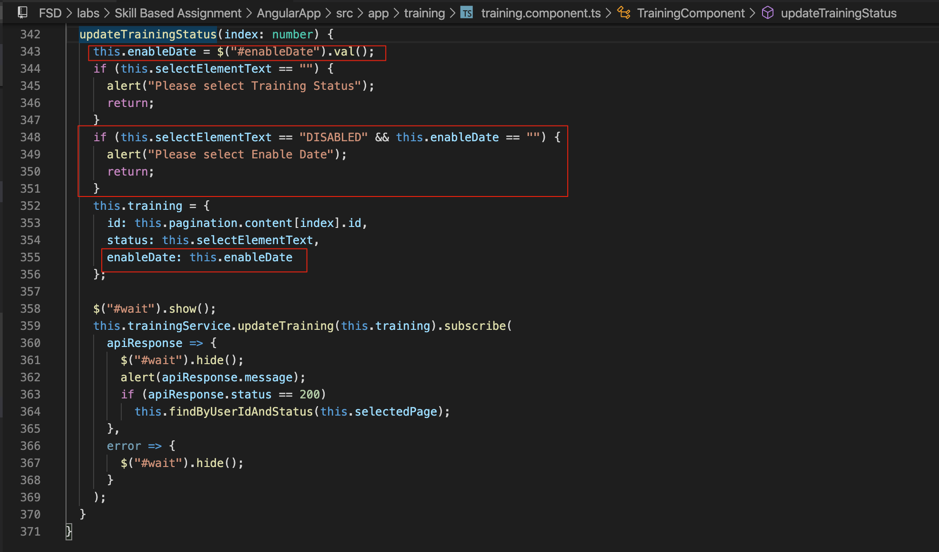 FSD > labs > Skill Based Assignment > AngularApp > src > app > training > TS training.component.ts > TrainingComponent > updateTrainingStatus
342 updateTrainingStatus(index: number) {
343 this.enableDate = $("#enableDate").val();
344 if (this.selectElementText == "") {
345 alert("Please select Training Status");
346 return;
347 }
348 if (this.selectElementText == "DISABLED" && this.enableDate == "") {
349 alert("Please select Enable Date");
350 return;
351 }
352 this.training = {
353 id: this.pagination.content[index].id,
354 status: this.selectElementText,
355 enableDate: this.enableDate
356 };
357
358 $("#wait").show();
359 this.trainingService.updateTraining(this.training).subscribe(
360 apiResponse => {
361 $("#wait").hide();
362 alert(apiResponse.message);
363 if (apiResponse.status == 200)
364 this.findByUserIdAndStatus(this.selectedPage);
365 },
366 error => {
367 $("#wait").hide();
368 }
369 );
370 }
371 }